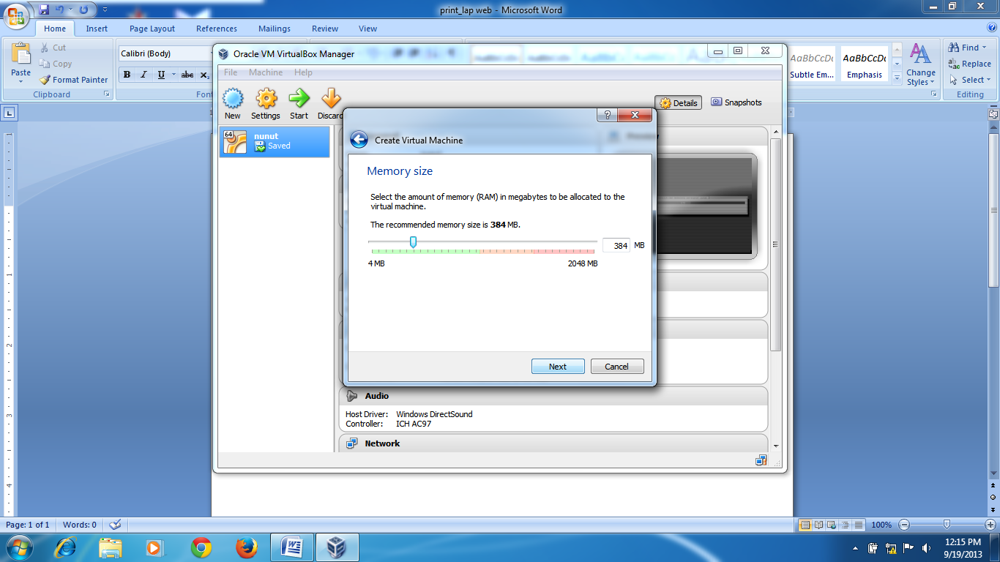 print_lap web - Microsoft Word
Home Insert Page Layout References Mailings Review View
Paste
Cut
Copy
Format Painter
Clipboard
Calibri (Body)
B I U abc x₂
Font
AaBbCcDc AaBbCcDc
Subtle Em... Emphasis
Change Styles
Find
Replace
Select
Editing
Oracle VM VirtualBox Manager
File Machine Help
New Settings Start Discard
Details Snapshots
64
nunut
Saved
Create Virtual Machine
Memory size
Select the amount of memory (RAM) in megabytes to be allocated to the
virtual machine.
The recommended memory size is 384 MB.
384 MB
4 MB 2048 MB
Next Cancel
Audio
Host Driver: Windows DirectSound
Controller: ICH AC97
Network
1
2
3
4
Page: 1 of 1 Words: 0 100%
12:15 PM
9/19/2013